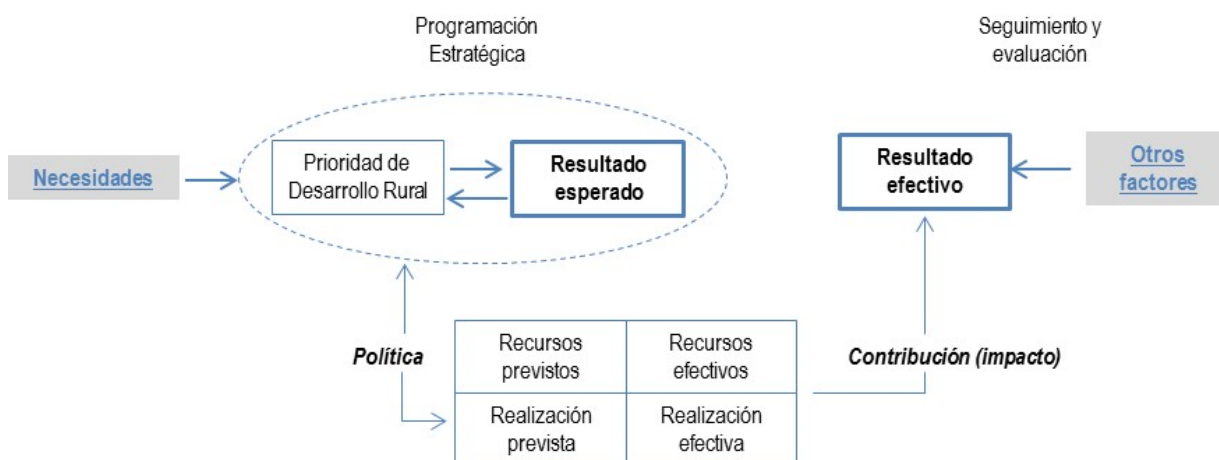 Programación
Estratégica
Seguimiento y
evaluación
Necesidades
Prioridad de
Desarrollo Rural
Resultado
esperado
Resultado
efectivo
Otros
factores
Política
Recursos
previstos
Recursos
efectivos
Contribución (impacto)
Realización
prevista
Realización
efectiva